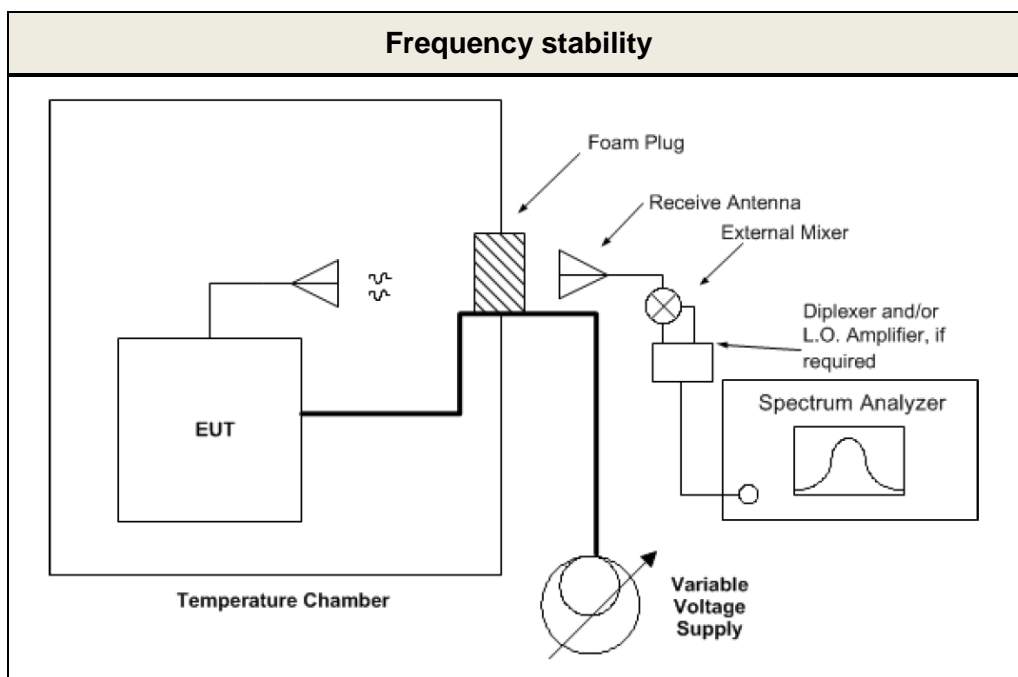 Frequency stability
Foam Plug
Receive Antenna
External Mixer
Diplexer and/or
L.O. Amplifier, if
required
Spectrum Analyzer
EUT
Temperature Chamber
Variable
Voltage
Supply